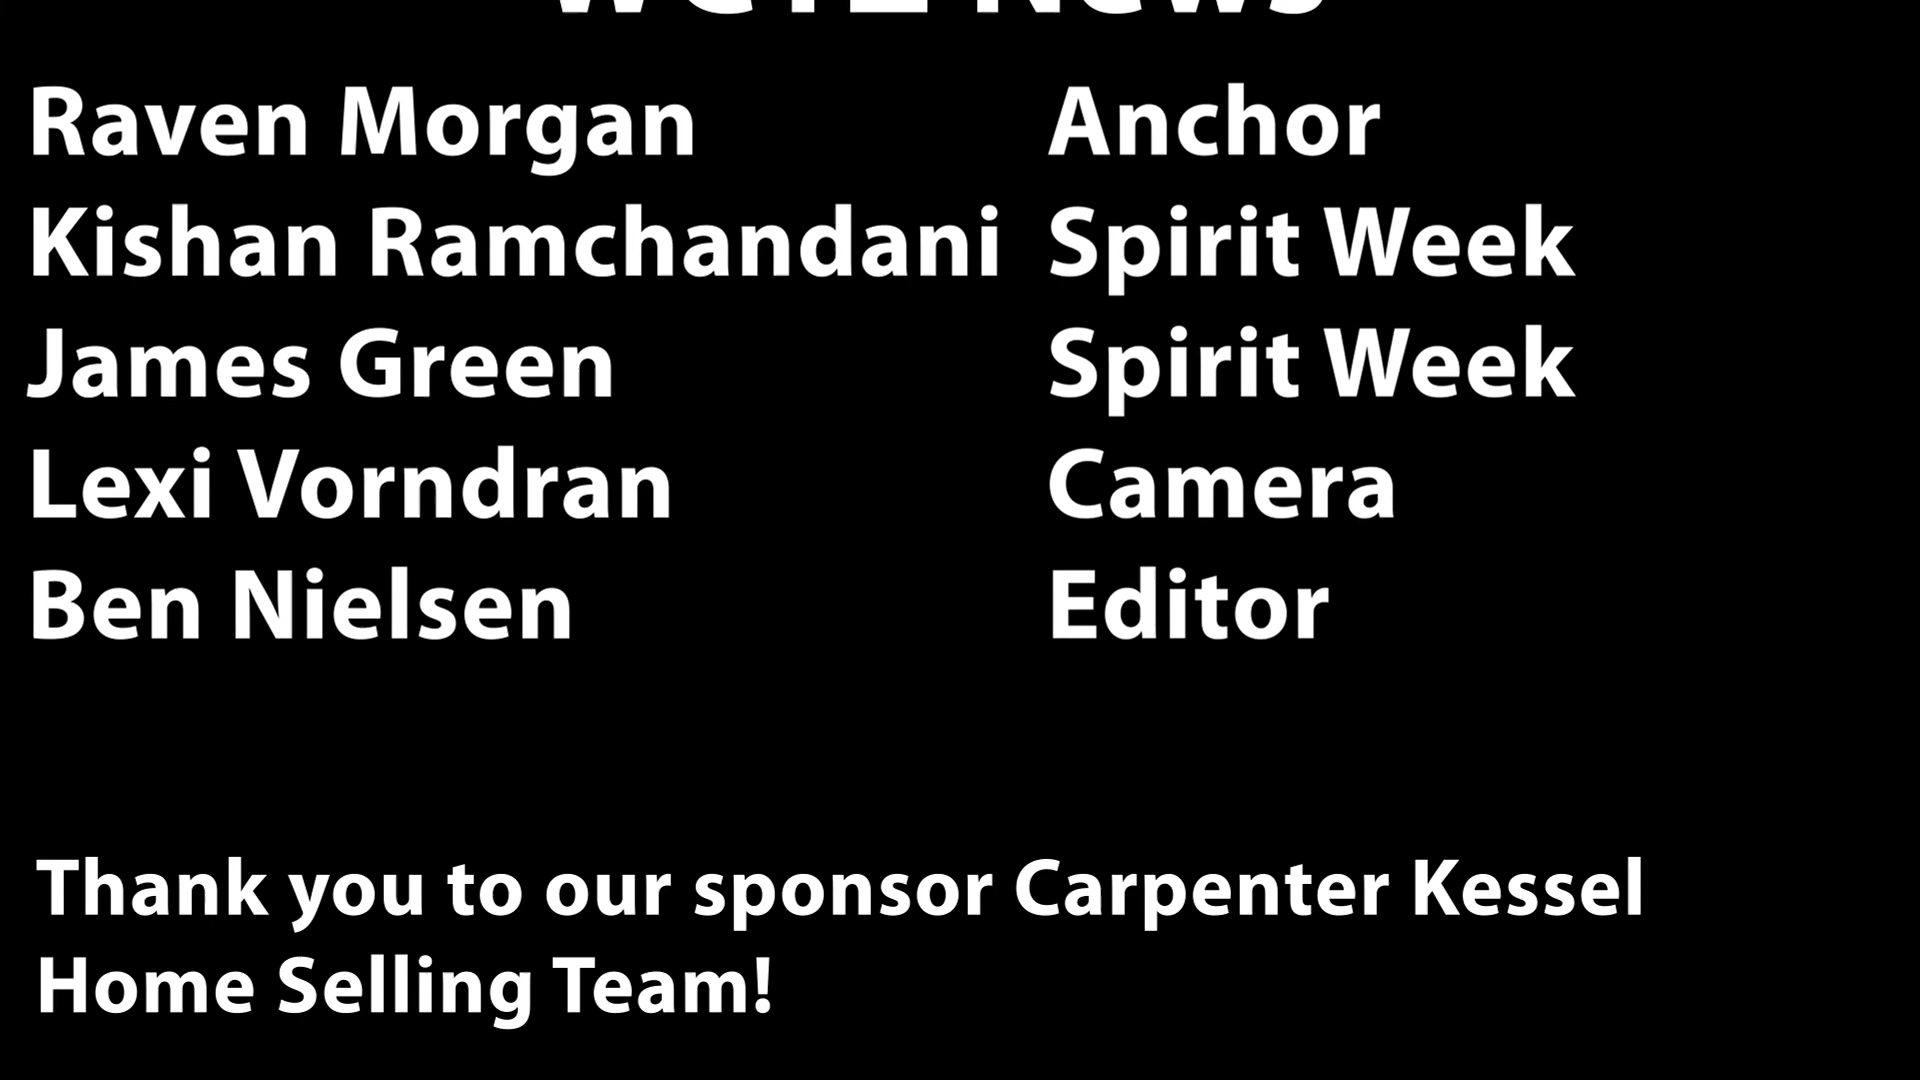 News
Raven Morgan Anchor
Kishan Ramchandani Spirit Week
James Green Spirit Week
Lexi Vorndran Camera
Ben Nielsen Editor
Thank you to our sponsor Carpenter Kessel
Home Selling Team!